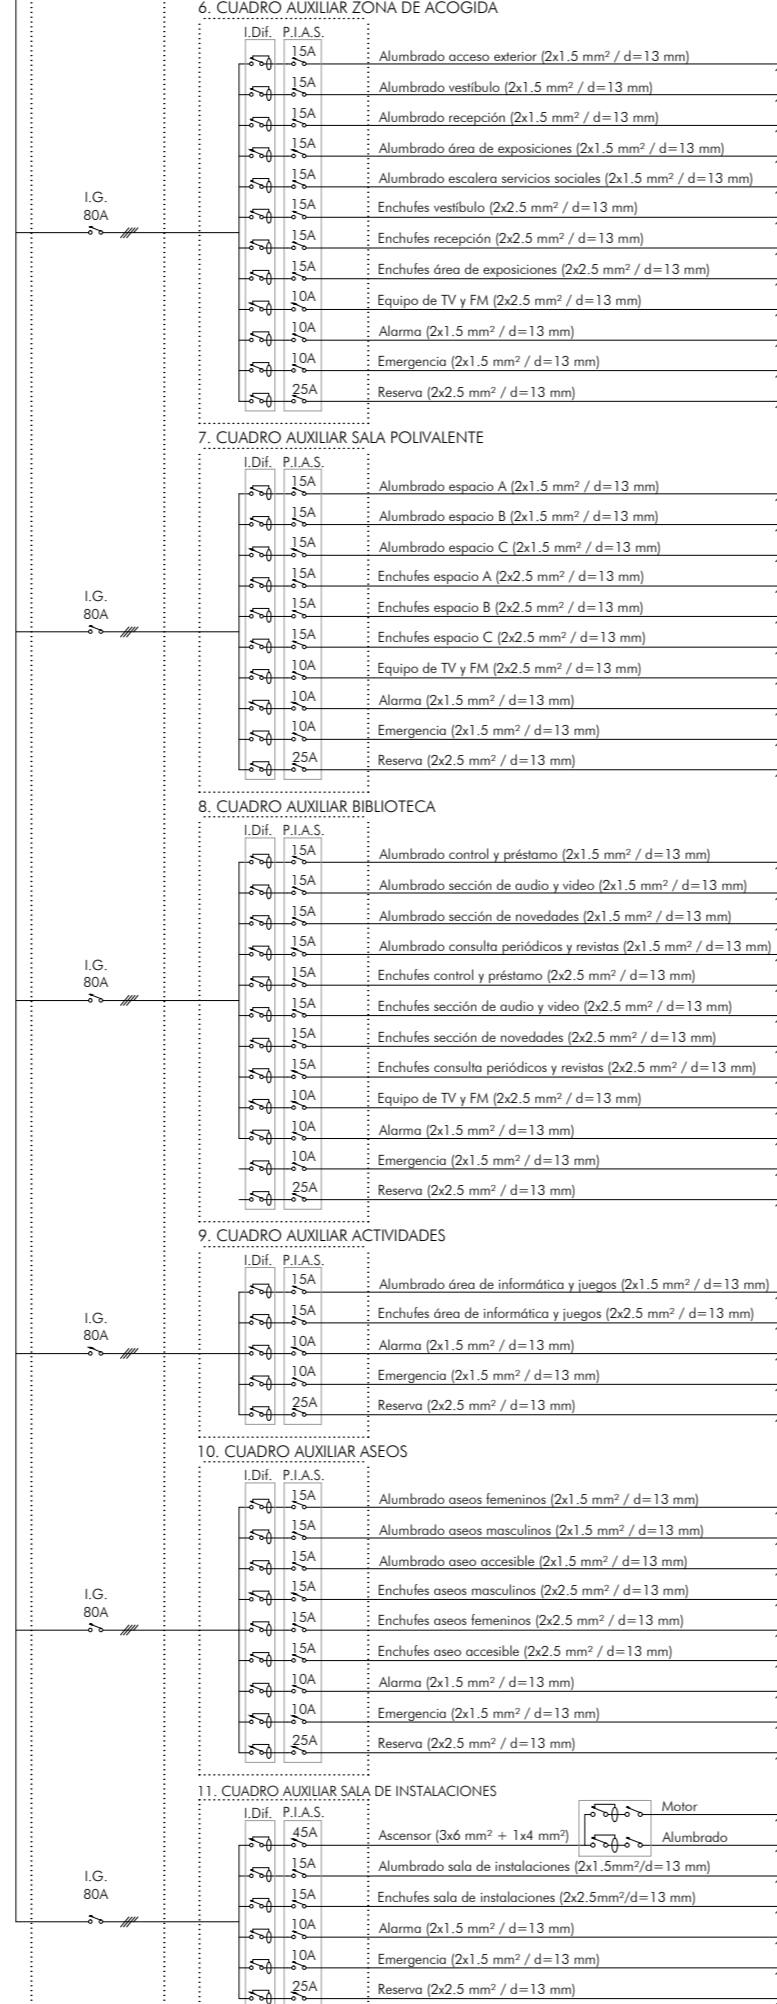 6. CUADRO AUXILIAR ZONA DE ACOGIDA
I.Dif. P.I.A.S.
15A Alumbrado acceso exterior (2x1.5 mm² / d=13 mm)
15A Alumbrado vestíbulo (2x1.5 mm² / d=13 mm)
15A Alumbrado recepción (2x1.5 mm² / d=13 mm)
15A Alumbrado área de exposiciones (2x1.5 mm² / d=13 mm)
15A Alumbrado escalera servicios sociales (2x1.5 mm² / d=13 mm)
I.G.
80A
15A Enchufes vestíbulo (2x2.5 mm² / d=13 mm)
15A Enchufes recepción (2x2.5 mm² / d=13 mm)
15A Enchufes área de exposiciones (2x2.5 mm² / d=13 mm)
10A Equipo de TV y FM (2x2.5 mm² / d=13 mm)
10A Alarma (2x1.5 mm² / d=13 mm)
10A Emergencia (2x1.5 mm² / d=13 mm)
25A Reserva (2x2.5 mm² / d=13 mm)
7. CUADRO AUXILIAR SALA POLIVALENTE
I.Dif. P.I.A.S.
15A Alumbrado espacio A (2x1.5 mm² / d=13 mm)
15A Alumbrado espacio B (2x1.5 mm² / d=13 mm)
15A Alumbrado espacio C (2x1.5 mm² / d=13 mm)
15A Enchufes espacio A (2x2.5 mm² / d=13 mm)
I.G.
80A
15A Enchufes espacio B (2x2.5 mm² / d=13 mm)
15A Enchufes espacio C (2x2.5 mm² / d=13 mm)
10A Equipo de TV y FM (2x2.5 mm² / d=13 mm)
10A Alarma (2x1.5 mm² / d=13 mm)
10A Emergencia (2x1.5 mm² / d=13 mm)
25A Reserva (2x2.5 mm² / d=13 mm)
8. CUADRO AUXILIAR BIBLIOTECA
I.Dif. P.I.A.S.
15A Alumbrado control y préstamo (2x1.5 mm² / d=13 mm)
15A Alumbrado sección de audio y video (2x1.5 mm² / d=13 mm)
15A Alumbrado sección de novedades (2x1.5 mm² / d=13 mm)
15A Alumbrado consulta periódicos y revistas (2x1.5 mm² / d=13 mm)
I.G.
80A
15A Enchufes control y préstamo (2x2.5 mm² / d=13 mm)
15A Enchufes sección de audio y video (2x2.5 mm² / d=13 mm)
15A Enchufes sección de novedades (2x2.5 mm² / d=13 mm)
15A Enchufes consulta periódicos y revistas (2x2.5 mm² / d=13 mm)
10A Equipo de TV y FM (2x2.5 mm² / d=13 mm)
10A Alarma (2x1.5 mm² / d=13 mm)
10A Emergencia (2x1.5 mm² / d=13 mm)
25A Reserva (2x2.5 mm² / d=13 mm)
9. CUADRO AUXILIAR ACTIVIDADES
I.Dif. P.I.A.S.
15A Alumbrado área de informática y juegos (2x1.5 mm² / d=13 mm)
15A Enchufes área de informática y juegos (2x2.5 mm² / d=13 mm)
I.G.
80A
10A Alarma (2x1.5 mm² / d=13 mm)
10A Emergencia (2x1.5 mm² / d=13 mm)
25A Reserva (2x2.5 mm² / d=13 mm)
10. CUADRO AUXILIAR ASEOS
I.Dif. P.I.A.S.
15A Alumbrado aseos femeninos (2x1.5 mm² / d=13 mm)
15A Alumbrado aseos masculinos (2x1.5 mm² / d=13 mm)
15A Alumbrado aseo accesible (2x1.5 mm² / d=13 mm)
15A Enchufes aseos masculinos (2x2.5 mm² / d=13 mm)
I.G.
80A
15A Enchufes aseos femeninos (2x2.5 mm² / d=13 mm)
15A Enchufes aseo accesible (2x2.5 mm² / d=13 mm)
10A Alarma (2x1.5 mm² / d=13 mm)
10A Emergencia (2x1.5 mm² / d=13 mm)
25A Reserva (2x2.5 mm² / d=13 mm)
11. CUADRO AUXILIAR SALA DE INSTALACIONES
I.Dif. P.I.A.S.
Motor
45A Ascensor (3x6 mm² + 1x4 mm²) Alumbrado
15A Alumbrado sala de instalaciones (2x1.5mm²/d=13 mm)
I.G.
80A
15A Enchufes sala de instalaciones (2x2.5mm²/d=13 mm)
10A Alarma (2x1.5 mm² / d=13 mm)
10A Emergencia (2x1.5 mm² / d=13 mm)
25A Reserva (2x2.5 mm² / d=13 mm)